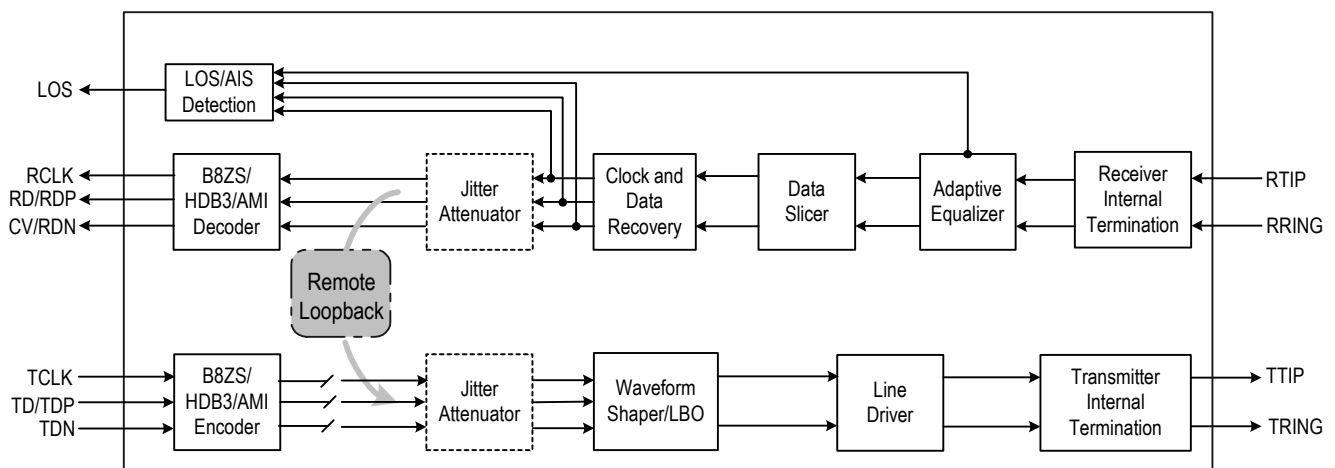 LOS
LOS/AIS
Detection
RCLK
RD/RDP
CV/RDN
B8ZS/
HDB3/AMI
Decoder
Jitter
Attenuator
Clock and
Data
Recovery
Data
Slicer
Adaptive
Equalizer
Receiver
Internal
Termination
RTIP
RRING
Remote
Loopback
TCLK
TD/TDP
TDN
B8ZS/
HDB3/AMI
Encoder
Jitter
Attenuator
Waveform
Shaper/LBO
Line
Driver
Transmitter
Internal
Termination
TTIP
TRING